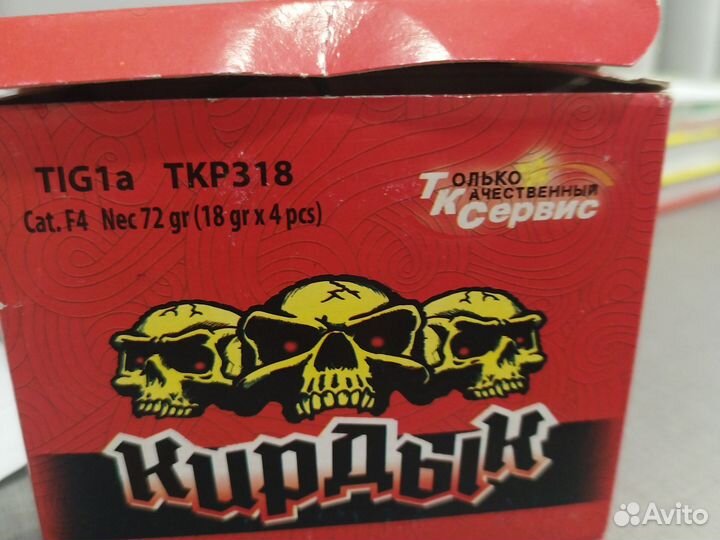 TIG1a TKP318
Cat. F4 Nec 72 gr (18 gr x 4 pcs)
Только
Качественный
Сервис
КИРДЫК
Avito